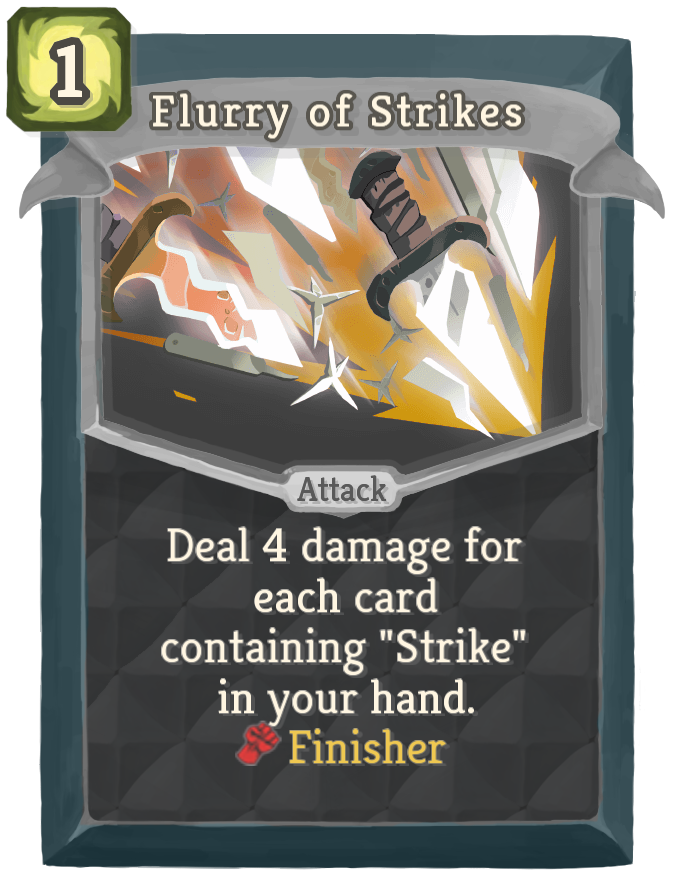 1
Flurry of Strikes
Attack
Deal 4 damage for
each card
containing "Strike"
in your hand.
Finisher